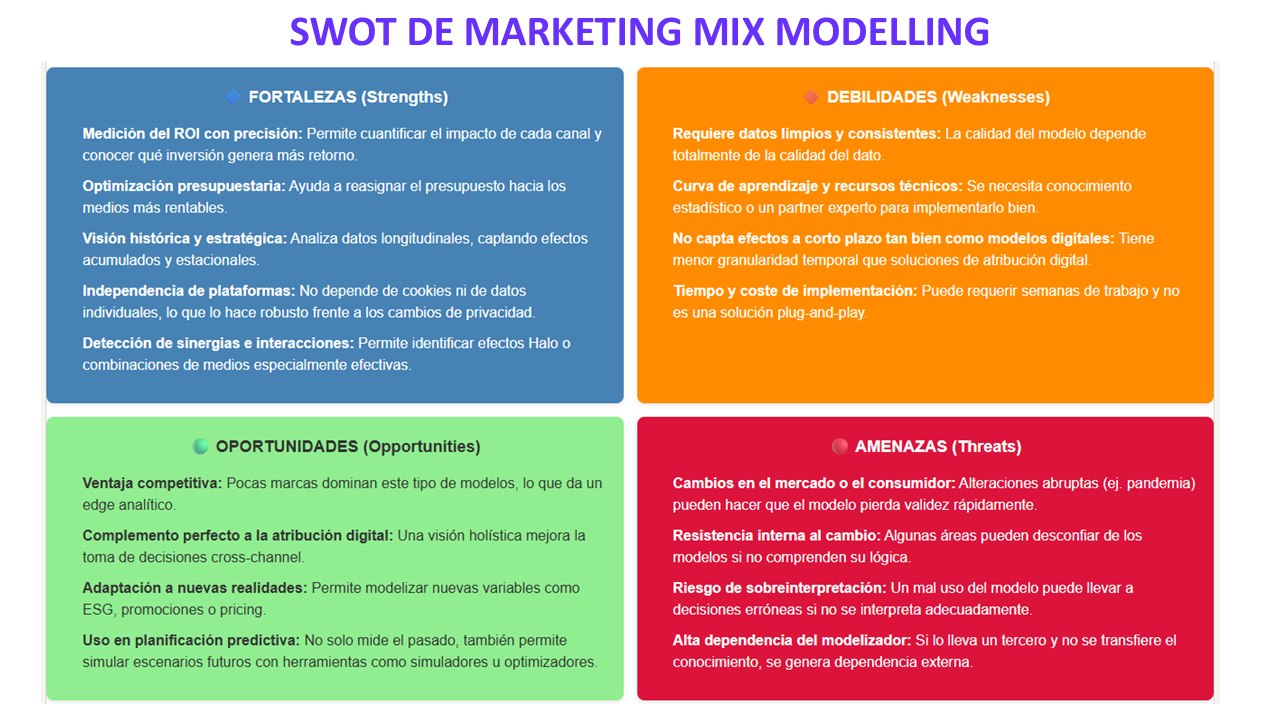 SWOT DE MARKETING MIX MODELLING
FORTALEZAS (Strengths)
Medición del ROI con precisión: Permite cuantificar el impacto de cada canal y
conocer qué inversión genera más retorno.
Optimización presupuestaria: Ayuda a reasignar el presupuesto hacia los
medios más rentables.
Visión histórica y estratégica: Analiza datos longitudinales, captando efectos
acumulados y estacionales.
Independencia de plataformas: No depende de cookies ni de datos
individuales, lo que lo hace robusto frente a los cambios de privacidad.
Detección de sinergias e interacciones: Permite identificar efectos Halo o
combinaciones de medios especialmente efectivas.
DEBILIDADES (Weaknesses)
Requiere datos limpios y consistentes: La calidad del modelo depende
totalmente de la calidad del dato.
Curva de aprendizaje y recursos técnicos: Se necesita conocimiento
estadístico o un partner experto para implementarlo bien.
No capta efectos a corto plazo tan bien como modelos digitales: Tiene
menor granularidad temporal que soluciones de atribución digital.
Tiempo y coste de implementación: Puede requerir semanas de trabajo y no
es una solución plug-and-play.
OPORTUNIDADES (Opportunities)
Ventaja competitiva: Pocas marcas dominan este tipo de modelos, lo que da un
edge analítico.
Complemento perfecto a la atribución digital: Una visión holística mejora la
toma de decisiones cross-channel.
Adaptación a nuevas realidades: Permite modelizar nuevas variables como
ESG, promociones o pricing.
Uso en planificación predictiva: No solo mide el pasado, también permite
simular escenarios futuros con herramientas como simuladores u optimizadores.
AMENAZAS (Threats)
Cambios en el mercado o el consumidor: Alteraciones abruptas (ej. pandemia)
pueden hacer que el modelo pierda validez rápidamente.
Resistencia interna al cambio: Algunas áreas pueden desconfiar de los
modelos si no comprenden su lógica.
Riesgo de sobreinterpretación: Un mal uso del modelo puede llevar a
decisiones erróneas si no se interpreta adecuadamente.
Alta dependencia del modelizador: Si lo lleva un tercero y no se transfiere el
conocimiento, se genera dependencia externa.